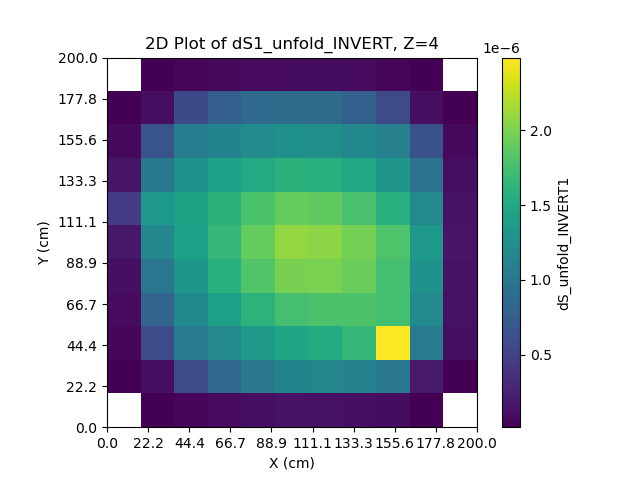 2D Plot of dS1_unfold_INVERT, Z=4
1e−6
200.0
177.8
155.6
133.3
111.1
88.9
66.7
44.4
22.2
0.0
Y (cm)
0.0 22.2 44.4 66.7 88.9 111.1 133.3 155.6 177.8 200.0
X (cm)
2.0
1.5
1.0
0.5
dS_unfold_INVERT1